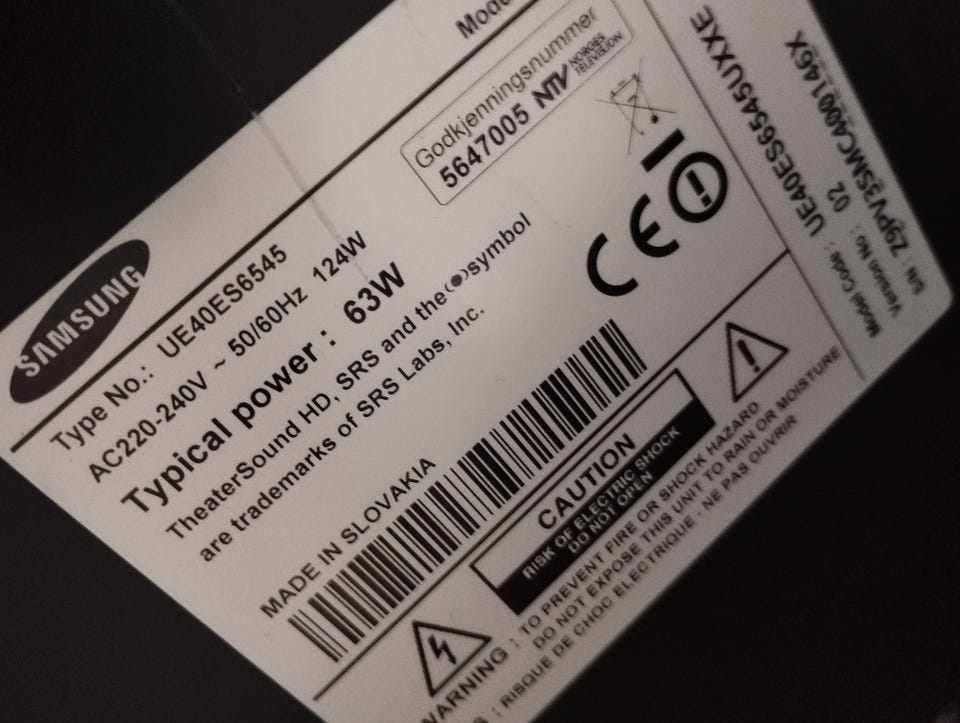 SAMSUNG
Type No.: UE40ES6545
AC220-240V ~ 50/60Hz 124W
Typical power : 63W
TheaterSound HD, SRS and the symbol
are trademarks of SRS Labs, Inc.
MADE IN SLOVAKIA
Godkjenningsnummer
5647005 NTV NORGES
TELEVISJON
CE
CAUTION
RISK OF ELECTRIC SHOCK
DO NOT OPEN
WARNING : TO PREVENT FIRE OR SHOCK HAZARD.
DO NOT EXPOSE THIS UNIT TO RAIN OR MOISTURE
: RISQUE DE CHOC ELECTRIQUE - NE PAS OUVRIR
Model Code : UE40ES6545UXXE
Version No : 02
S/N : Z9PV3SMC400146X